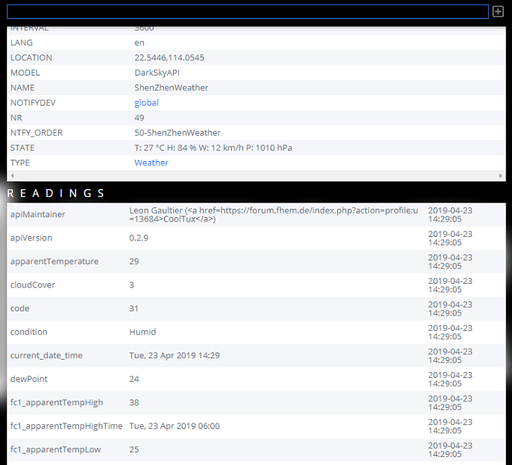 INTERVAL 3600
LANG en
LOCATION 22.5446,114.0545
MODEL DarkSkyAPI
NAME ShenZhenWeather
NOTIFYDEV global
NR 49
NTFY_ORDER 50-ShenZhenWeather
STATE T: 27 °C H: 84 % W: 12 km/h P: 1010 hPa
TYPE Weather
READINGS
apiMaintainer Leon Gaultier (<a href=https://forum.fhem.de/index.php?action=profile;u 2019-04-23
=13684>CoolTux</a>) 14:29:05
apiVersion 0.2.9 2019-04-23
14:29:05
apparentTemperature 29 2019-04-23
14:29:05
cloudCover 3 2019-04-23
14:29:05
code 31 2019-04-23
14:29:05
condition Humid 2019-04-23
14:29:05
current_date_time Tue, 23 Apr 2019 14:29 2019-04-23
14:29:05
dewPoint 24 2019-04-23
14:29:05
fc1_apparentTempHigh 38 2019-04-23
14:29:05
fc1_apparentTempHighTime Tue, 23 Apr 2019 06:00 2019-04-23
14:29:05
fc1_apparentTempLow 25 2019-04-23
14:29:05